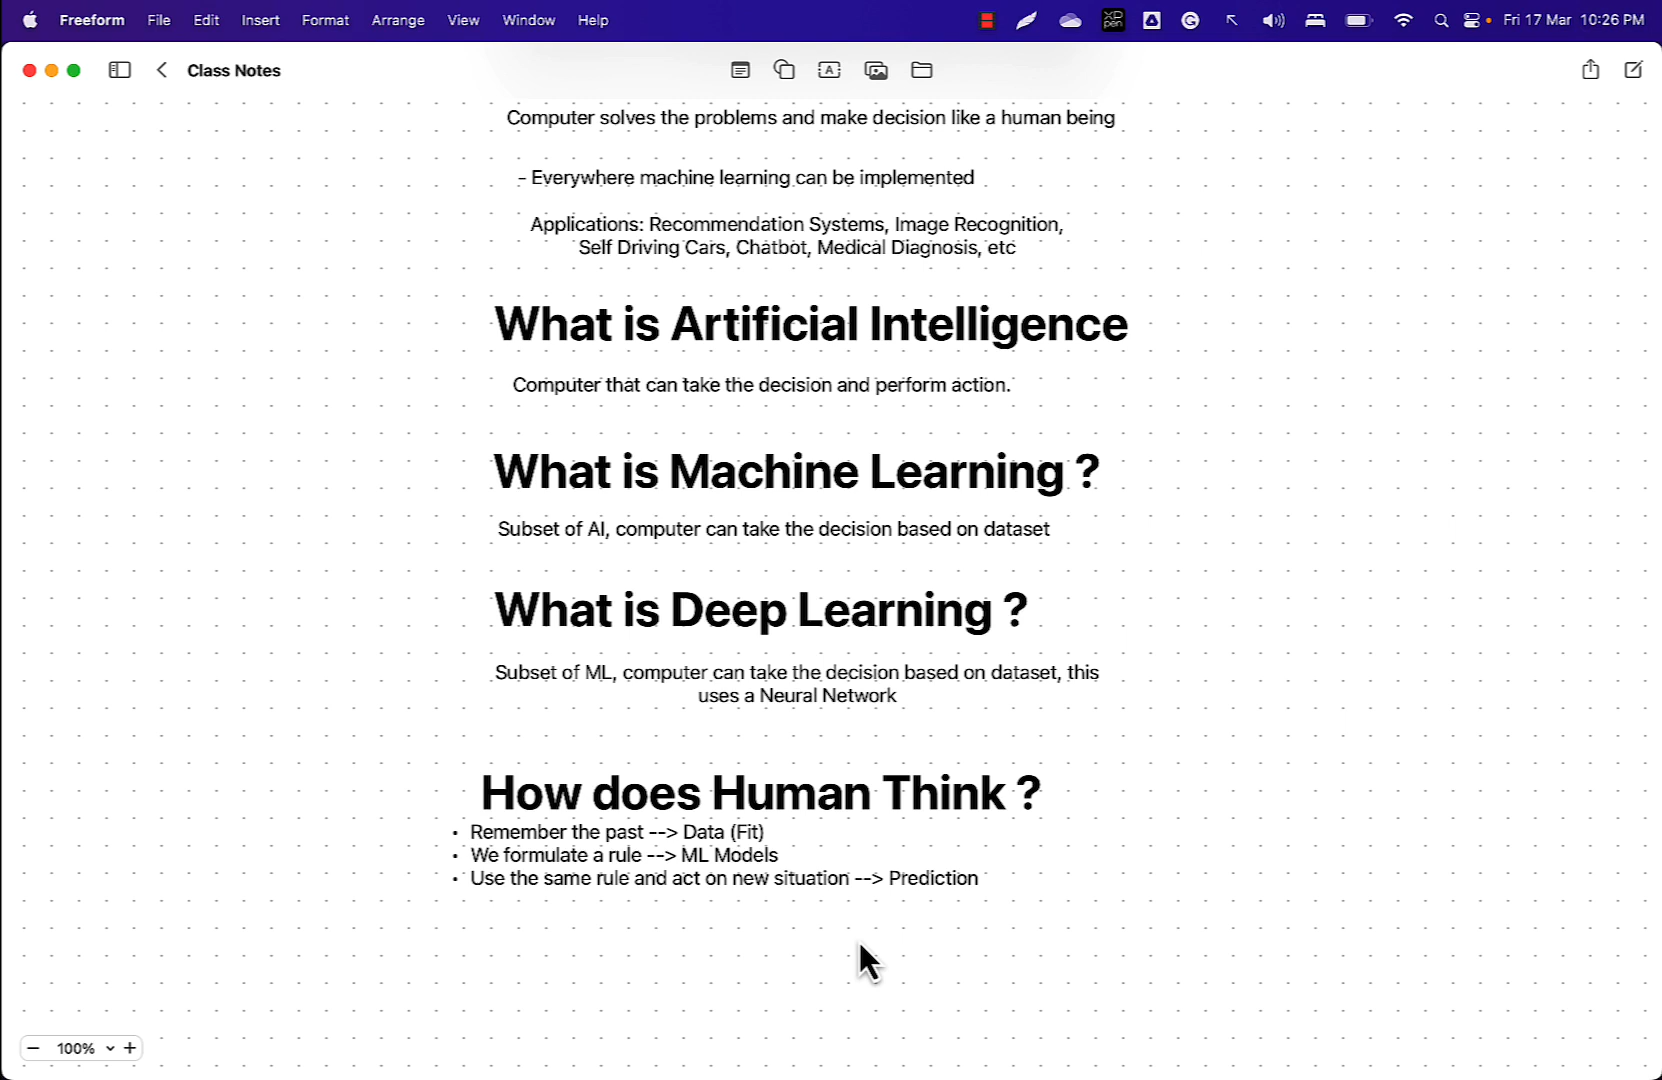 Freeform File Edit Insert Format Arrange View Window Help XP pen Fri 17 Mar 10:26 PM
Class Notes
Computer solves the problems and make decision like a human being
- Everywhere machine learning can be implemented
Applications: Recommendation Systems, Image Recognition,
Self Driving Cars, Chatbot, Medical Diagnosis, etc
What is Artificial Intelligence
Computer that can take the decision and perform action.
What is Machine Learning ?
Subset of AI, computer can take the decision based on dataset
What is Deep Learning ?
Subset of ML, computer can take the decision based on dataset, this
uses a Neural Network
How does Human Think ?
• Remember the past --> Data (Fit)
• We formulate a rule --> ML Models
• Use the same rule and act on new situation --> Prediction
100%